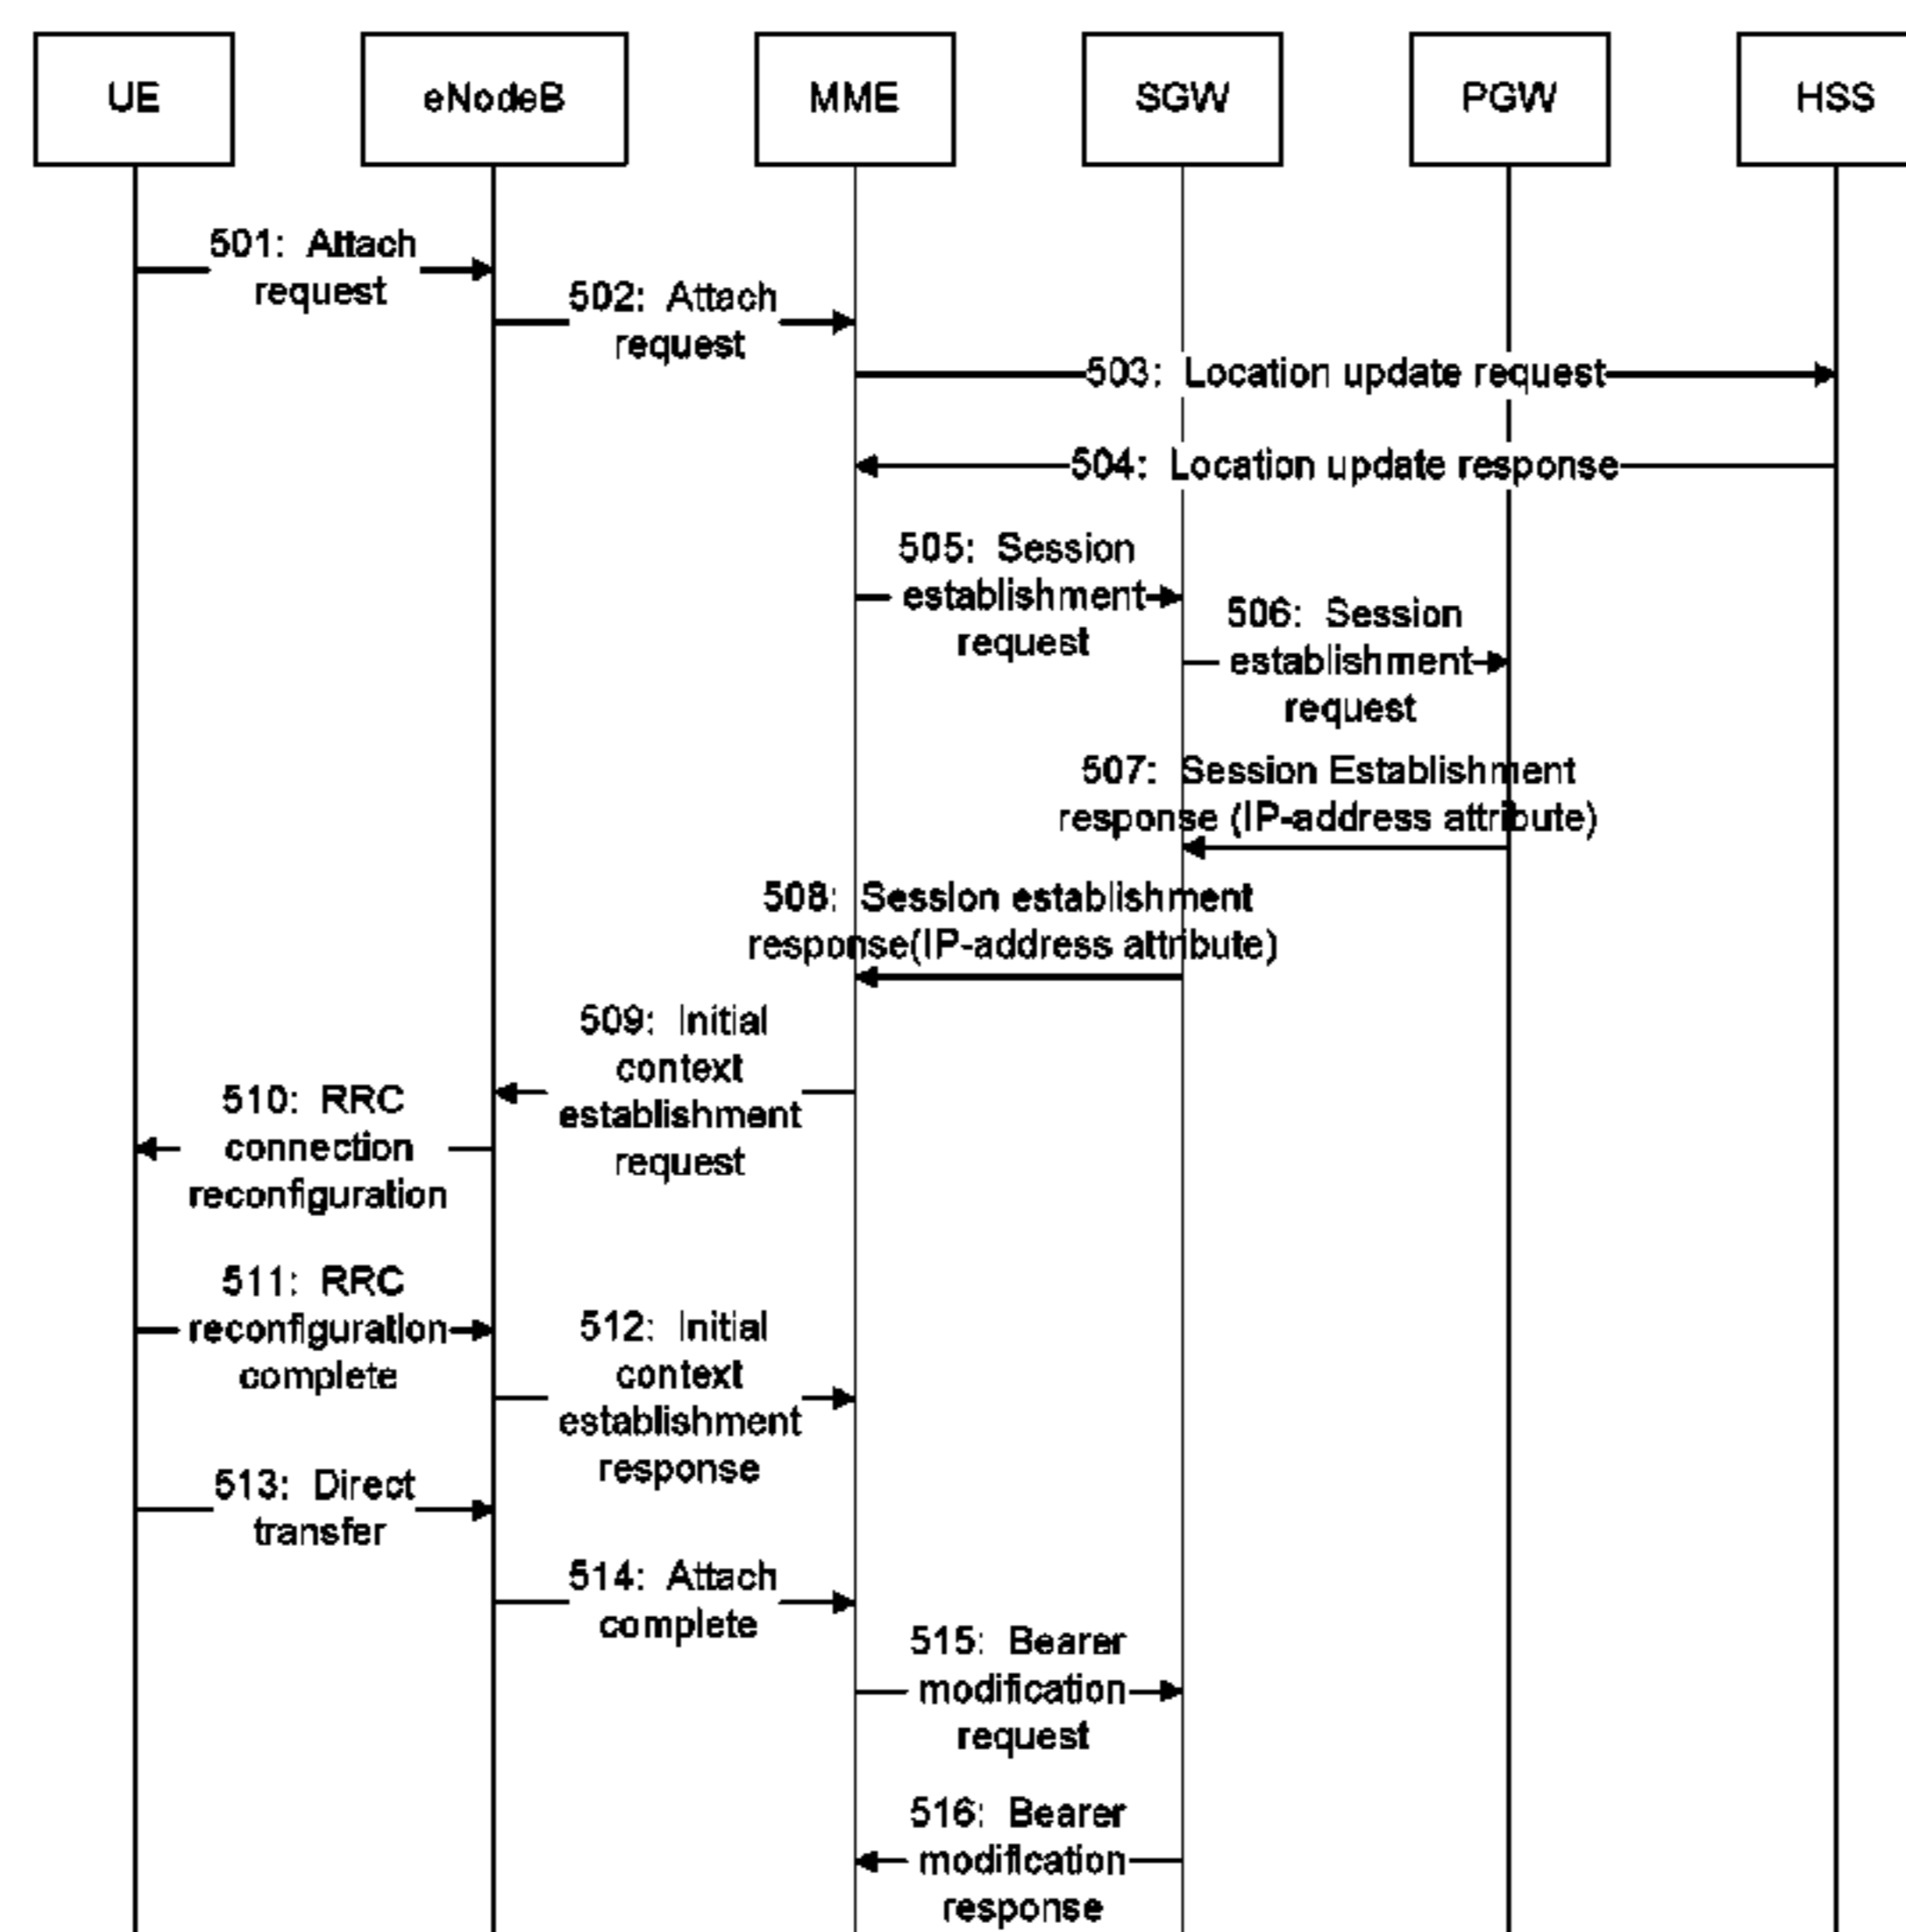 UE
eNodeB
MME
SGW
PGW
HSS
501: Attach
request
502: Attach
request
503: Location update request
504: Location update response
505: Session
establishment
request
506: Session
establishment
request
507: Session Establishment
response (IP-address attribute)
508: Session establishment
response(IP-address attribute)
509: Initial
context
establishment
request
510: RRC
connection
reconfiguration
511: RRC
reconfiguration
complete
512: Initial
context
establishment
response
513: Direct
transfer
514: Attach
complete
515: Bearer
modification
request
516: Bearer
modification
response